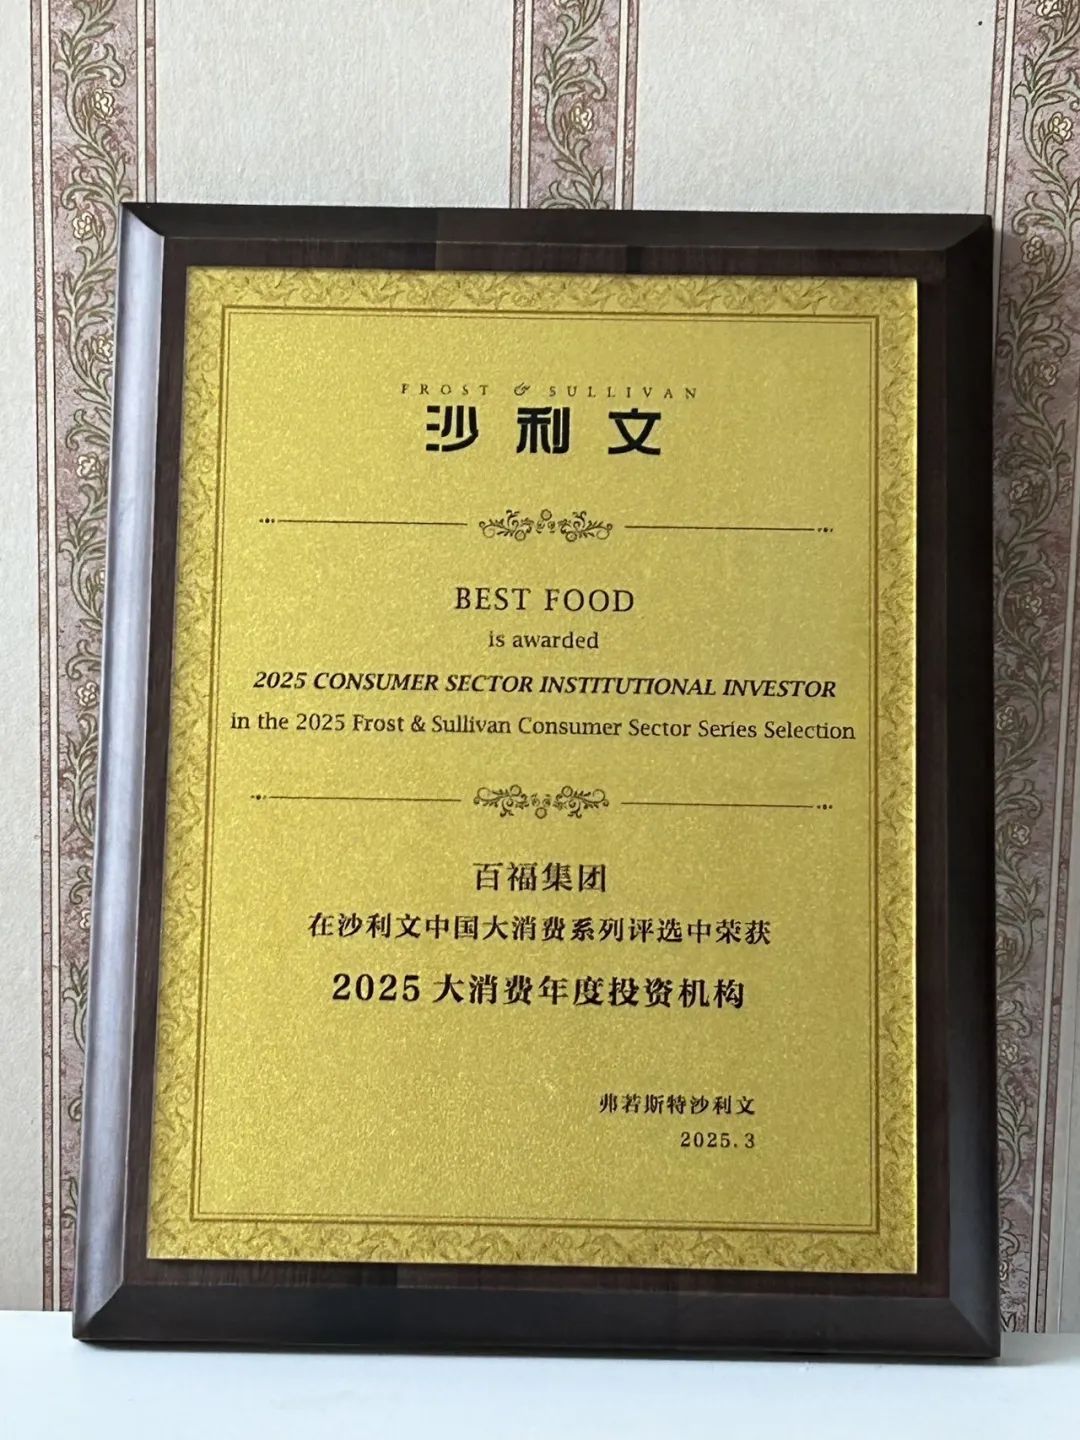 FROST & SULLIVAN
沙利文
BEST FOOD
is awarded
2025 CONSUMER SECTOR INSTITUTIONAL INVESTOR
in the 2025 Frost & Sullivan Consumer Sector Series Selection
百福集团
在沙利文中国大消费系列评选中荣获
2025 大消费年度投资机构
弗若斯特沙利文
2025.3